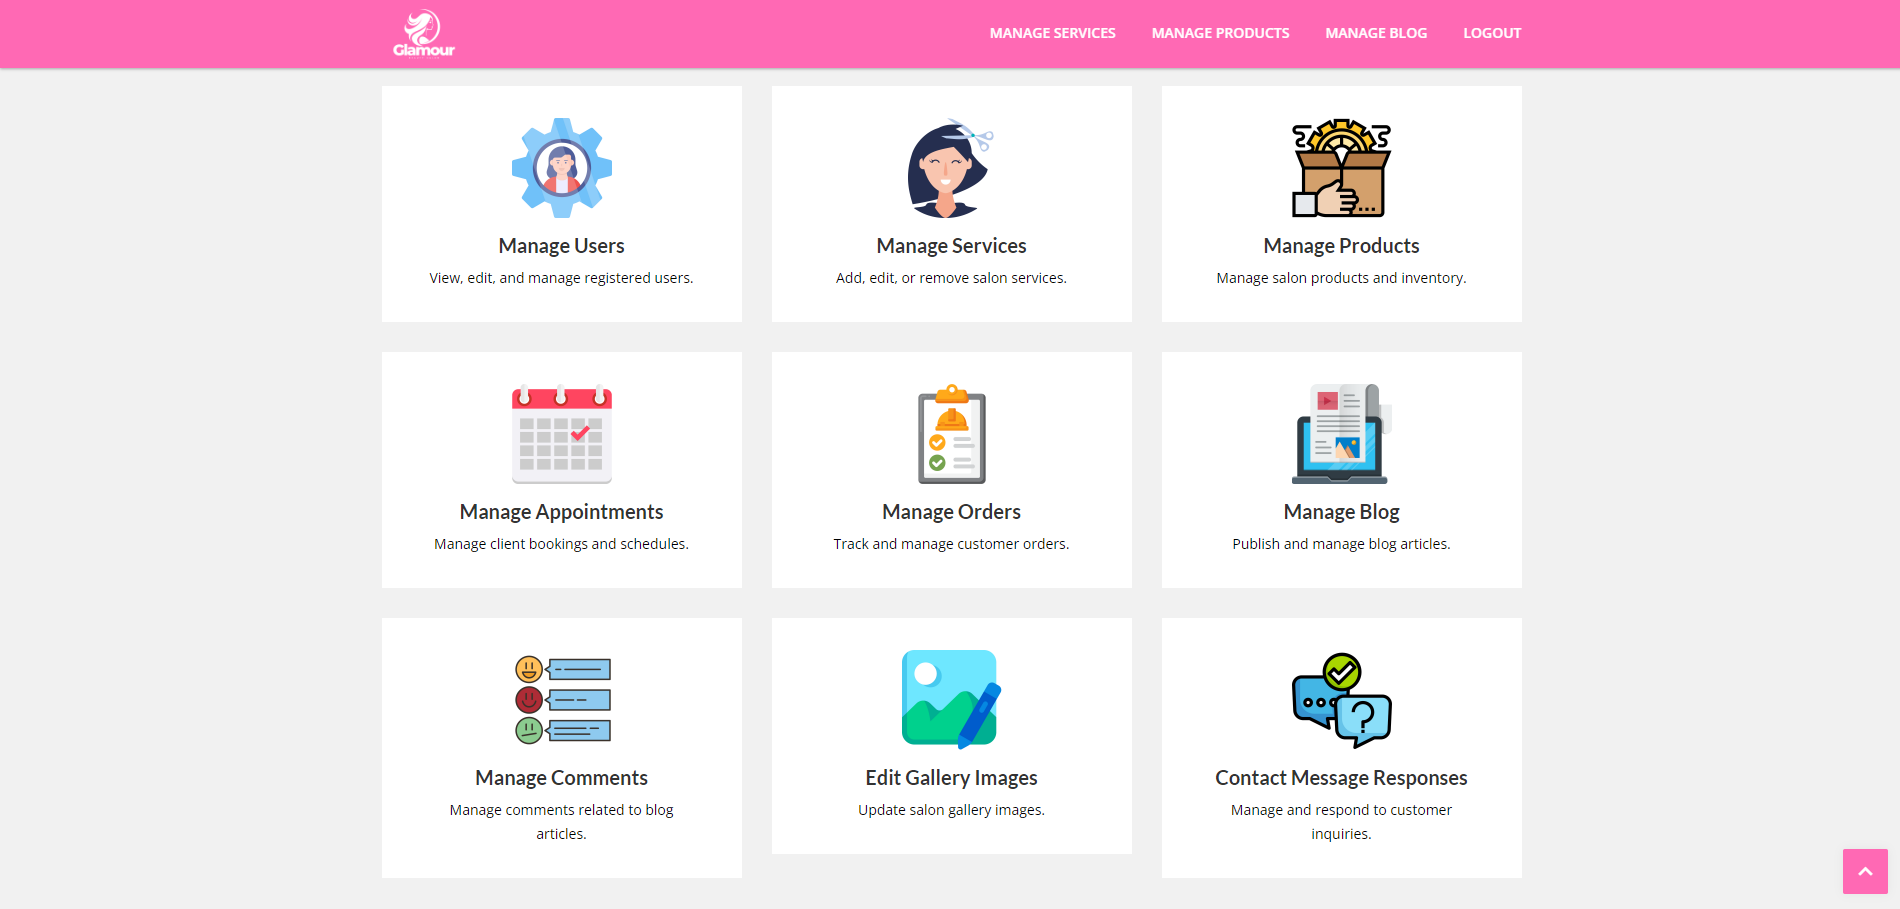 Glamour
MANAGE SERVICES
MANAGE PRODUCTS
MANAGE BLOG
LOGOUT
Manage Users
View, edit, and manage registered users.
Manage Services
Add, edit, or remove salon services.
Manage Products
Manage salon products and inventory.
Manage Appointments
Manage client bookings and schedules.
Manage Orders
Track and manage customer orders.
Manage Blog
Publish and manage blog articles.
Manage Comments
Manage comments related to blog
articles.
Edit Gallery Images
Update salon gallery images.
Contact Message Responses
Manage and respond to customer
inquiries.